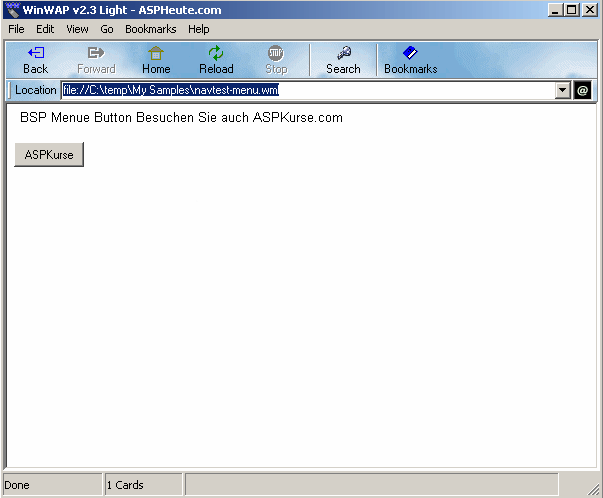 WinWAP v2.3 Light - ASPHeute.com
File Edit View Go Bookmarks Help
Back Forward Home Reload Stop Search Bookmarks
Location file://C:\temp\My Samples\navtest-menu.wml @
BSP Menue Button Besuchen Sie auch ASPKurse.com
ASPKurse
Done 1 Cards